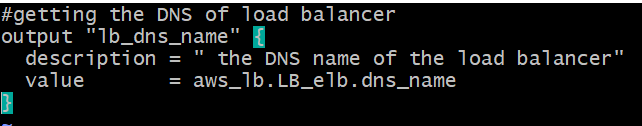 #getting the DNS of load balancer
output "lb_dns_name" {
  description = " the DNS name of the load balancer"
  value       = aws_lb.LB_elb.dns_name
}
~